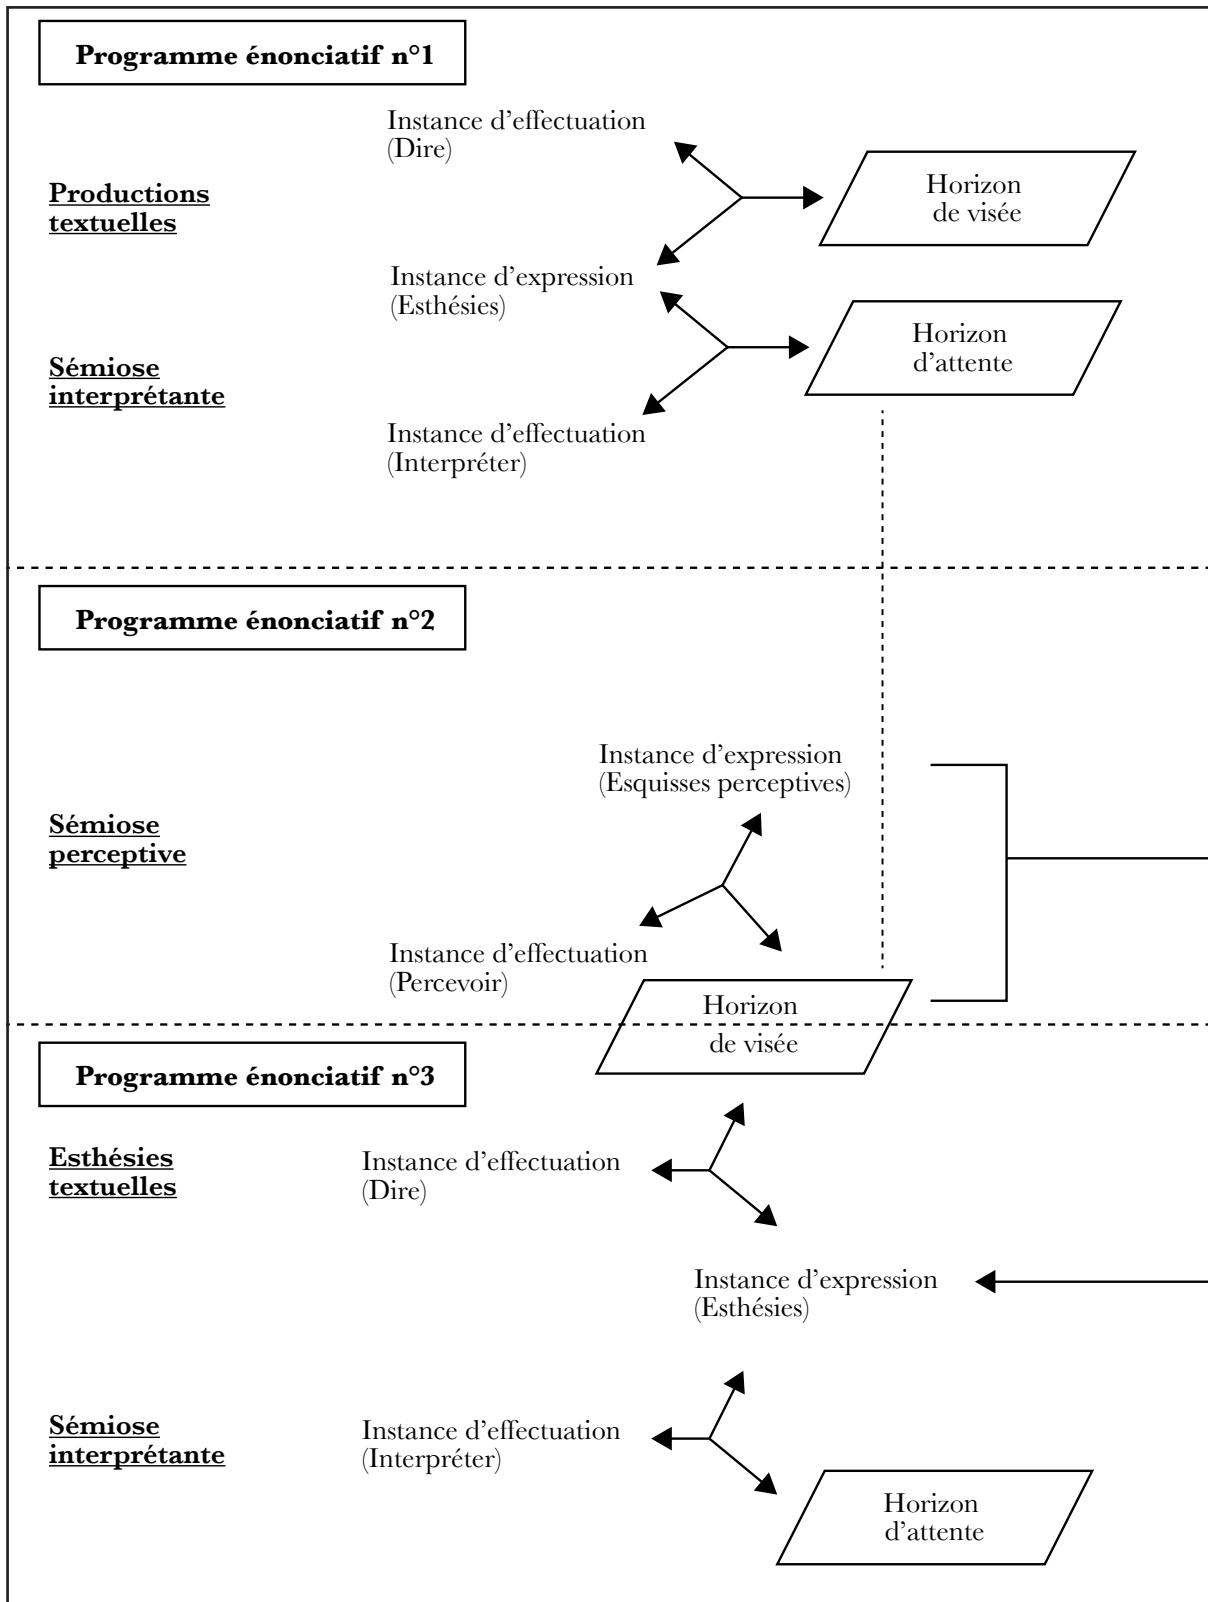 Programme énonciatif n°1
Instance d’effectuation
(Dire)
Productions
textuelles
Horizon
de visée
Instance d’expression
(Esthésies)
Horizon
d’attente
Sémiose
interprétante
Instance d’effectuation
(Interpréter)
Programme énonciatif n°2
Instance d’expression
(Esquisses perceptives)
Sémiose
perceptive
Instance d’effectuation
(Percevoir)
Horizon
de visée
Programme énonciatif n°3
Esthésies
textuelles
Instance d’effectuation
(Dire)
Instance d’expression
(Esthésies)
Sémiose
interprétante
Instance d’effectuation
(Interpréter)
Horizon
d’attente